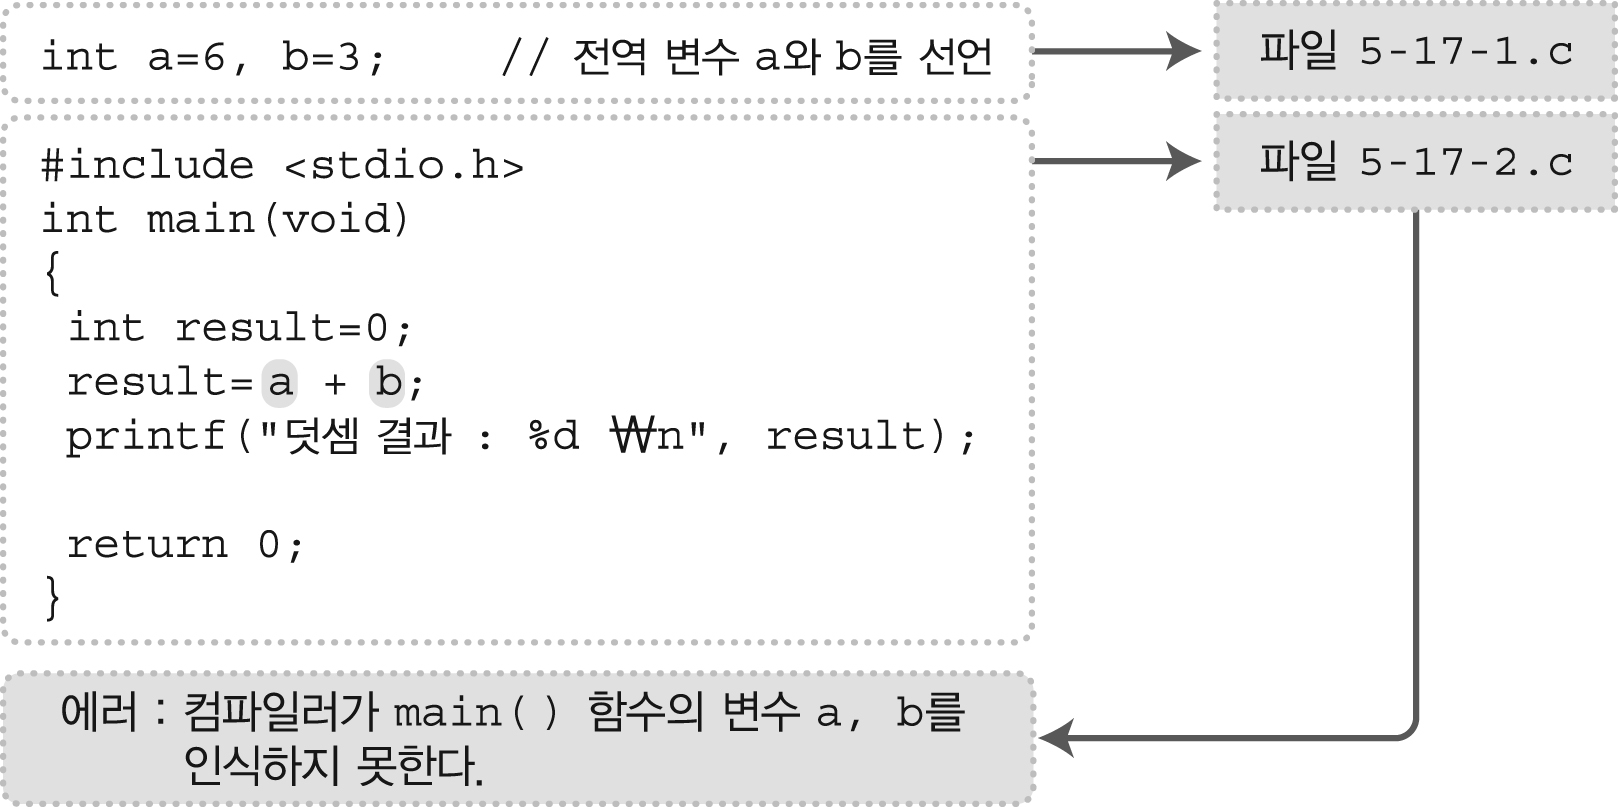 int a=6, b=3;    // 전역 변수 a와 b를 선언
파일 5-17-1.c
#include <stdio.h>
파일 5-17-2.c
int main(void)
{
 int result=0;
 result=a + b;
 printf("덧셈 결과 : %d ₩n", result);
 return 0;
}
에러 : 컴파일러가 main() 함수의 변수 a, b를
인식하지 못한다.